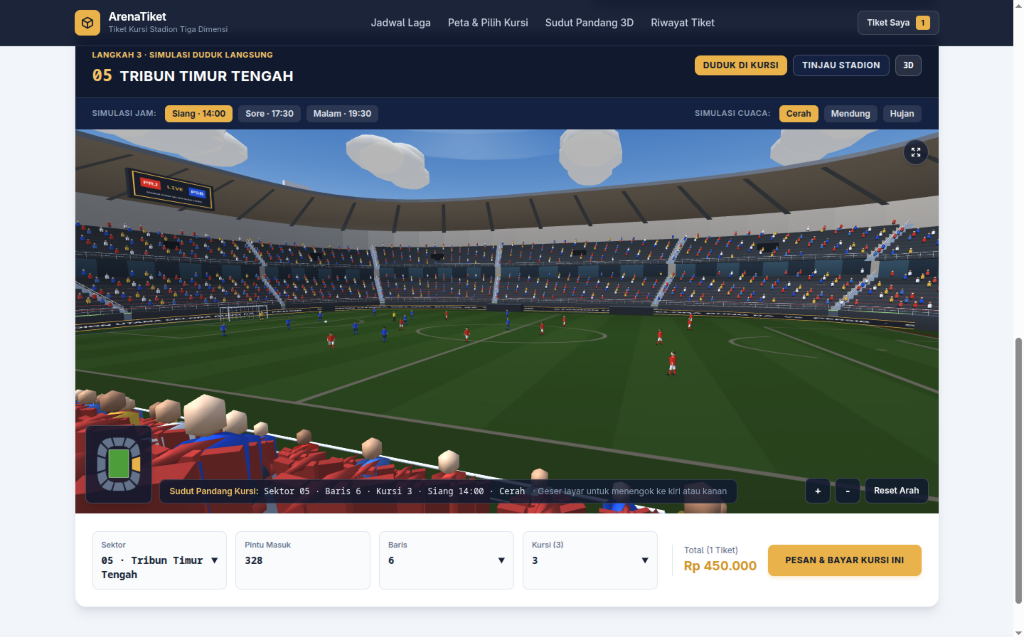 ArenaTiket
Tiket Kursi Stadion Tiga Dimensi
Jadwal Laga
Peta & Pilih Kursi
Sudut Pandang 3D
Riwayat Tiket
Tiket Saya 1
LANGKAH 3 · SIMULASI DUDUK LANGSUNG
05 TRIBUN TIMUR TENGAH
DUDUK DI KURSI
TINJAU STADION
3D
SIMULASI JAM:
Siang · 14:00
Sore · 17:30
Malam · 19:30
SIMULASI CUACA:
Cerah
Mendung
Hujan
LIVE
Sudut Pandang Kursi: Sektor 05 · Baris 6 · Kursi 3 · Siang 14:00 · Cerah · Geser layar untuk menengok ke kiri atau kanan
+
-
Reset Arah
Sektor
05 · Tribun Timur Tengah
Pintu Masuk
328
Baris
6
Kursi (3)
3
Total (1 Tiket)
Rp 450.000
PESAN & BAYAR KURSI INI